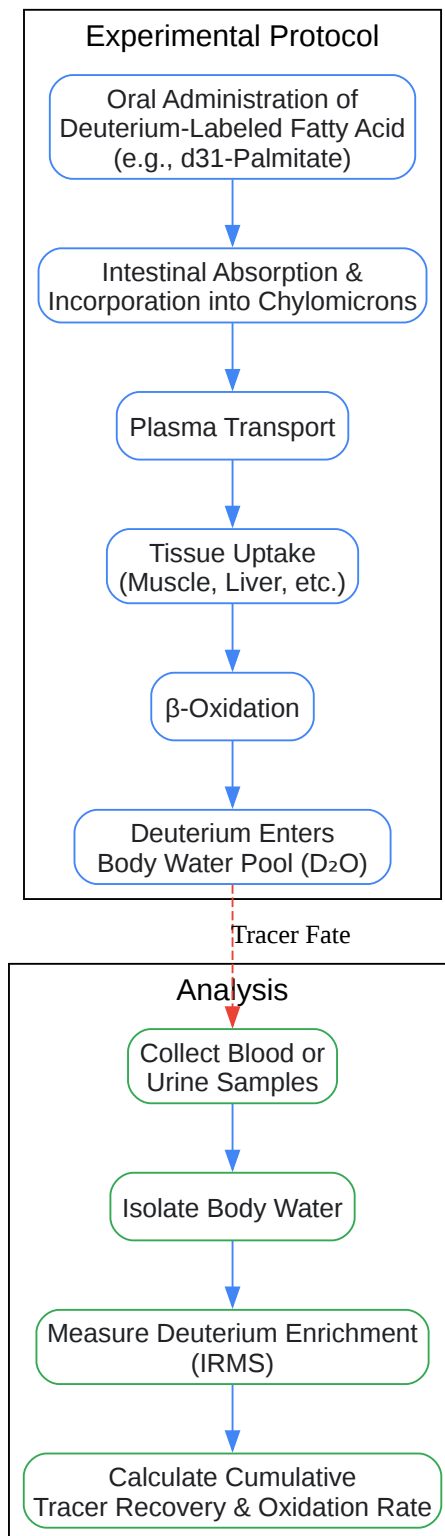 Experimental Protocol
Oral Administration of
Deuterium-Labeled Fatty Acid
(e.g., d31-Palmitate)
Intestinal Absorption &
Incorporation into Chylomicrons
Plasma Transport
Tissue Uptake
(Muscle, Liver, etc.)
β-Oxidation
Deuterium Enters
Body Water Pool (D₂O)
Tracer Fate
Analysis
Collect Blood or
Urine Samples
Isolate Body Water
Measure Deuterium Enrichment
(IRMS)
Calculate Cumulative
Tracer Recovery & Oxidation Rate